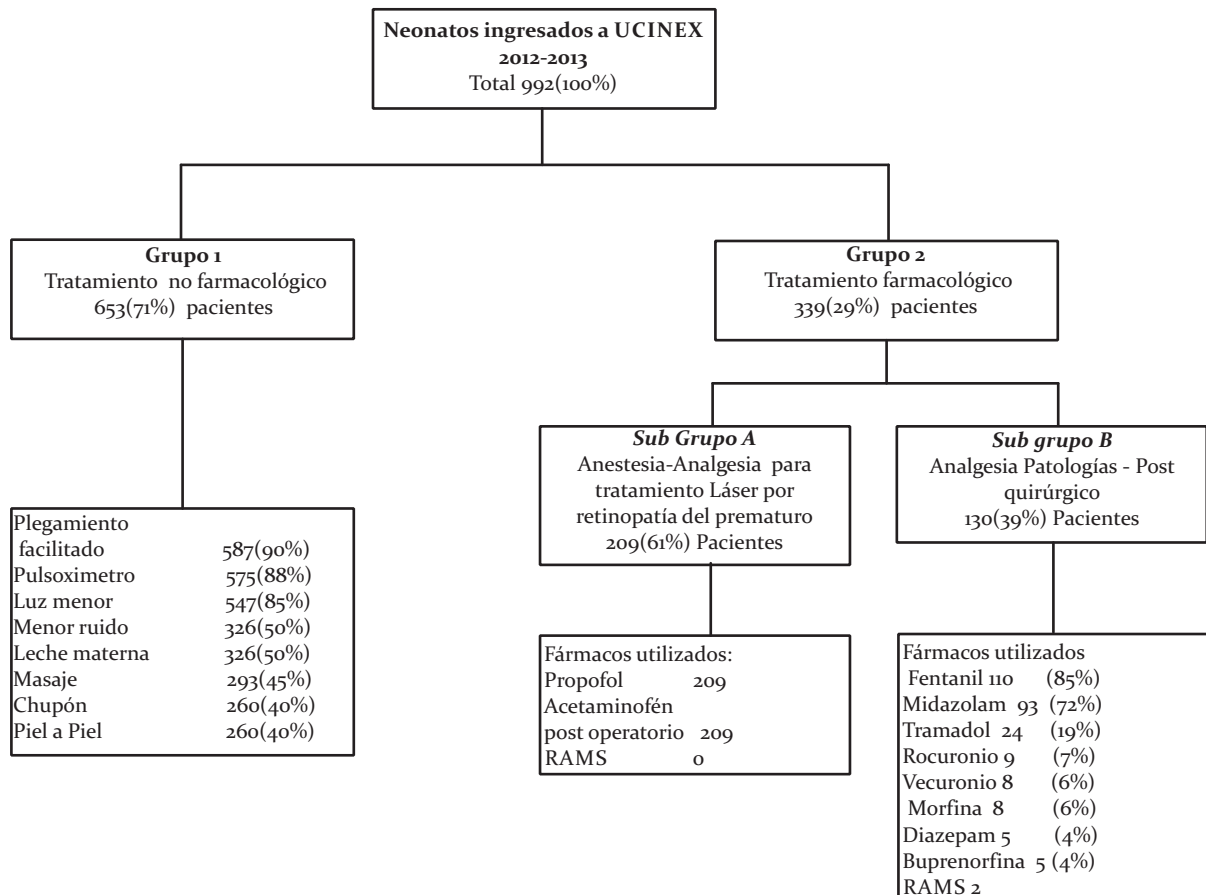 Neonatos ingresados a UCINEX
2012-2013
Total 992(100%)
Grupo 1
Tratamiento no farmacológico
653(71%) pacientes
Grupo 2
Tratamiento farmacológico
339(29%) pacientes
Plegamiento
facilitado 587(90%)
Pulsoximetro 575(88%)
Luz menor 547(85%)
Menor ruido 326(50%)
Leche materna 326(50%)
Masaje 293(45%)
Chupón 260(40%)
Piel a Piel 260(40%)
Sub Grupo A
Anestesia-Analgesia para
tratamiento Láser por
retinopatía del prematuro
209(61%) Pacientes
Sub grupo B
Analgesia Patologías - Post
quirúrgico
130(39%) Pacientes
Fármacos utilizados:
Propofol 209
Acetaminofén
post operatorio 209
RAMS 0
Fármacos utilizados
Fentanil 110 (85%)
Midazolam 93 (72%)
Tramadol 24 (19%)
Rocuronio 9 (7%)
Vecuronio 8 (6%)
Morfina 8 (6%)
Diazepam 5 (4%)
Buprenorfina 5 (4%)
RAMS 2